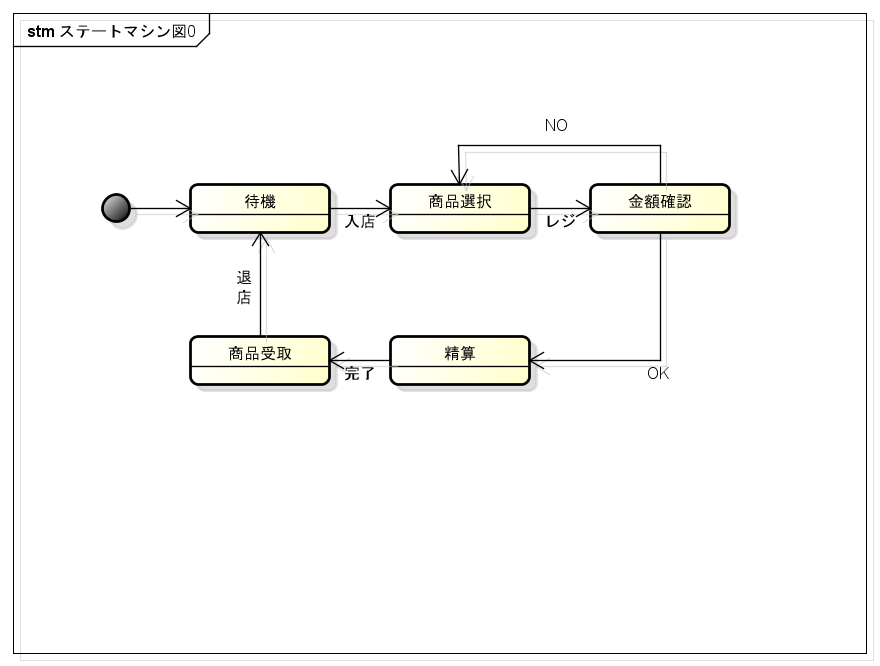 stm ステートマシン図0
NO
待機
商品選択
金額確認
入店
レジ
退
店
商品受取
精算
完了
OK